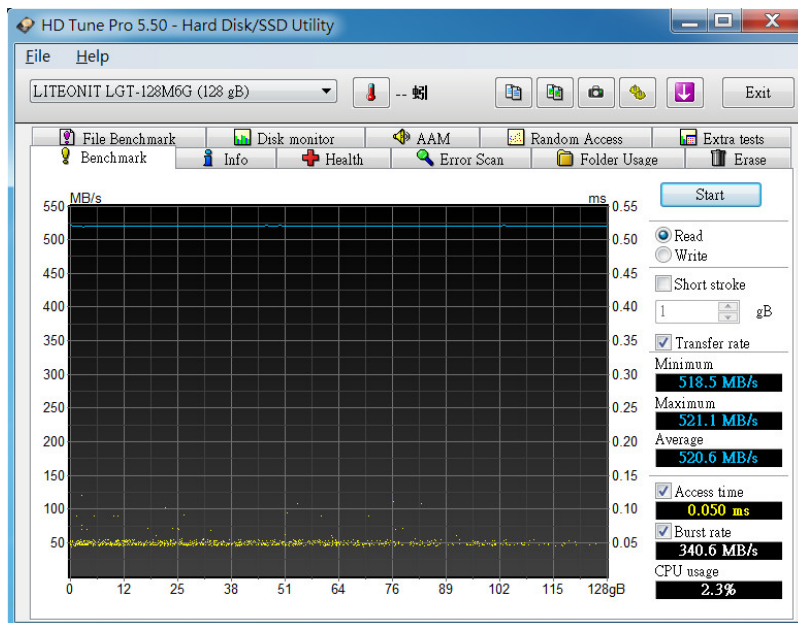 HD Tune Pro 5.50 - Hard Disk/SSD Utility
File Help
LITEONIT LGT-128M6G (128 gB)
-- 蚓
Exit
File Benchmark Disk monitor AAM Random Access Extra tests
Benchmark Info Health Error Scan Folder Usage Erase
MB/s ms
550 0.55
500 0.50
450 0.45
400 0.40
350 0.35
300 0.30
250 0.25
200 0.20
150 0.15
100 0.10
50 0.05
0 12 25 38 51 64 76 89 102 115 128gB
Start
Read
Write
Short stroke
1 gB
Transfer rate
Minimum
518.5 MB/s
Maximum
521.1 MB/s
Average
520.6 MB/s
Access time
0.050 ms
Burst rate
340.6 MB/s
CPU usage
2.3%